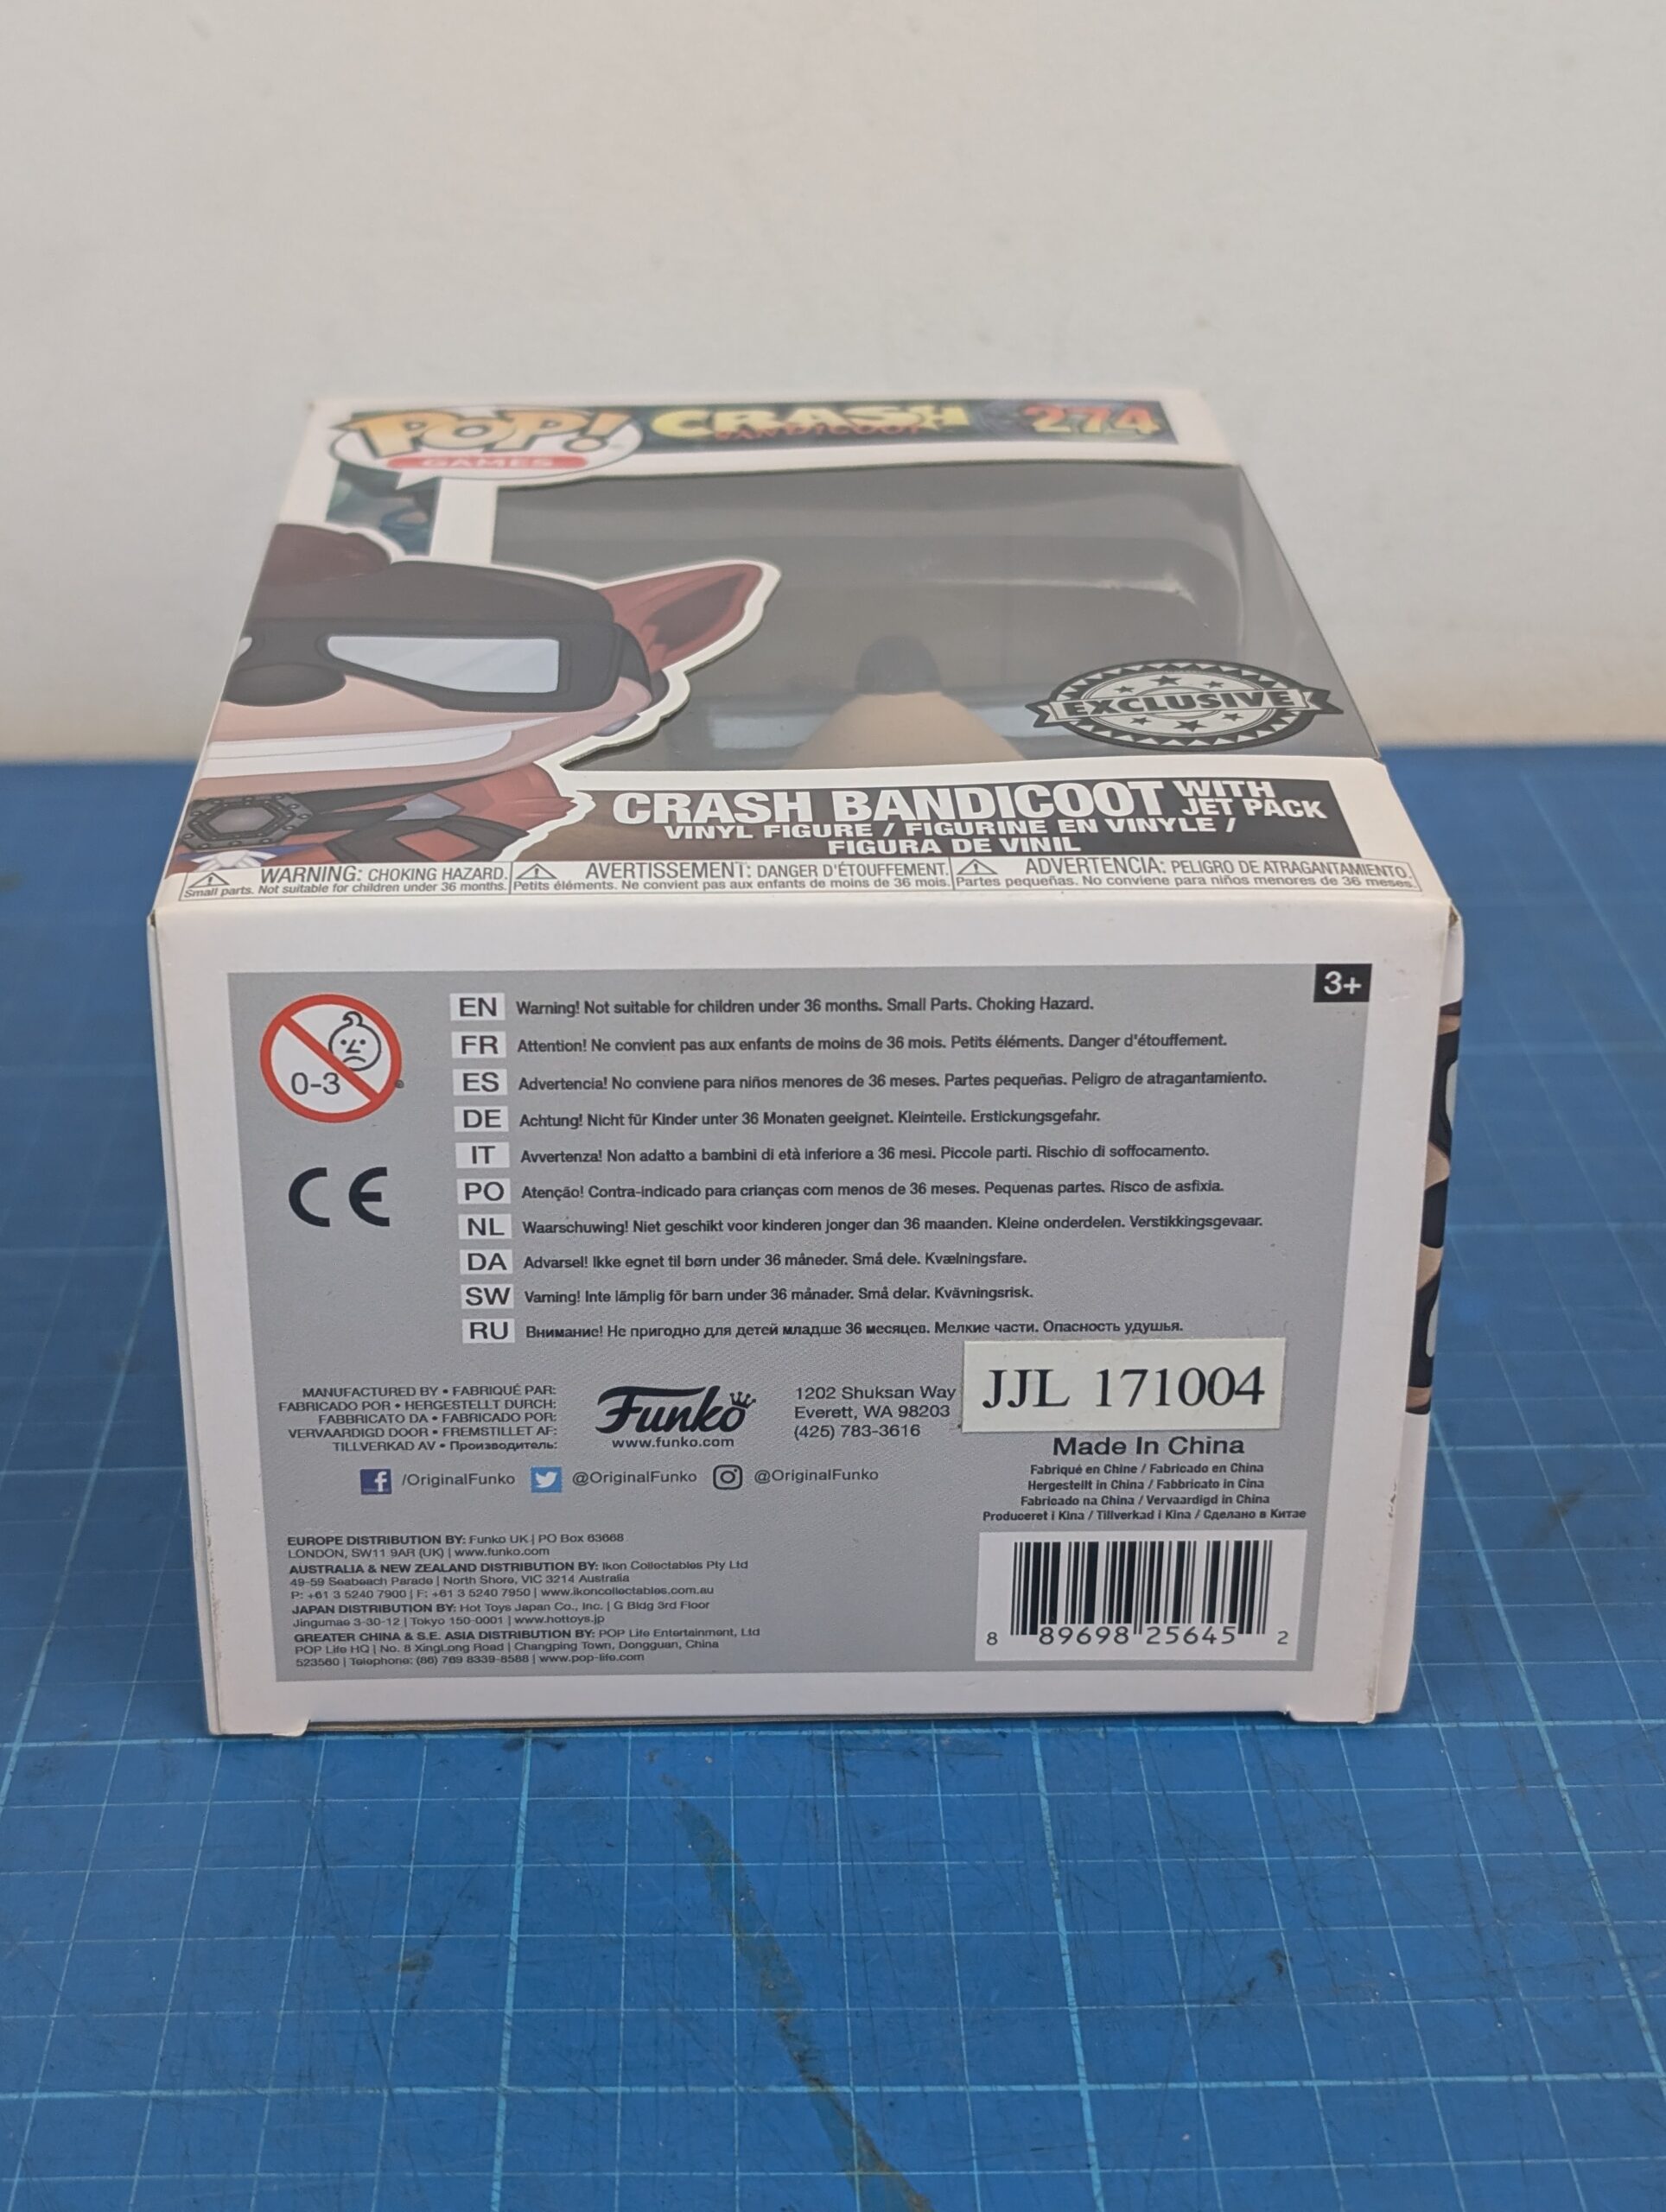 POP!
GAMES
CRASH
BANDICOOT
274
EXCLUSIVE
CRASH BANDICOOT WITH JET PACK
VINYL FIGURE / FIGURINE EN VINYLE /
FIGURA DE VINIL
WARNING: CHOKING HAZARD.
Small parts. Not suitable for children under 36 months.
AVERTISSEMENT: DANGER D'ÉTOUFFEMENT.
Petits éléments. Ne convient pas aux enfants de moins de 36 mois.
ADVERTENCIA: PELIGRO DE ATRAGANTAMIENTO.
Partes pequeñas. No conviene para niños menores de 36 meses.
3+
0-3
CE
EN Warning! Not suitable for children under 36 months. Small Parts. Choking Hazard.
FR Attention! Ne convient pas aux enfants de moins de 36 mois. Petits éléments. Danger d'étouffement.
ES Advertencia! No conviene para niños menores de 36 meses. Partes pequeñas. Peligro de atragantamiento.
DE Achtung! Nicht für Kinder unter 36 Monaten geeignet. Kleinteile. Erstickungsgefahr.
IT Avvertenza! Non adatto a bambini di età inferiore a 36 mesi. Piccole parti. Rischio di soffocamento.
PO Atenção! Contra-indicado para crianças com menos de 36 meses. Pequenas partes. Risco de asfixia.
NL Waarschuwing! Niet geschikt voor kinderen jonger dan 36 maanden. Kleine onderdelen. Verstikkingsgevaar.
DA Advarsel! Ikke egnet til børn under 36 måneder. Små dele. Kvælningsfare.
SW Varning! Inte lämplig för barn under 36 månader. Små delar. Kvävningsrisk.
RU Внимание! Не пригодно для детей младше 36 месяцев. Мелкие части. Опасность удушья.
MANUFACTURED BY • FABRIQUÉ PAR:
FABRICADO POR • HERGESTELLT DURCH:
FABBRICATO DA • FABRICADO POR:
VERVAARDIGD DOOR • FREMSTILLET AF:
TILLVERKAD AV • Производитель:
Funko
www.funko.com
1202 Shuksan Way
Everett, WA 98203
(425) 783-3616
JJL 171004
/OriginalFunko @OriginalFunko @OriginalFunko
Made In China
Fabriqué en Chine / Fabricado en China
Hergestellt in China / Fabbricato in Cina
Fabricado na China / Vervaardigd in China
Produceret i Kina / Tillverkad i Kina / Сделано в Китае
EUROPE DISTRIBUTION BY: Funko UK | PO Box 63668
LONDON, SW11 9AR (UK) | www.funko.com
AUSTRALIA & NEW ZEALAND DISTRIBUTION BY: Ikon Collectables Pty Ltd
49-59 Seabeach Parade | North Shore, VIC 3214 Australia
P: +61 3 5240 7900 | F: +61 3 5240 7950 | www.ikoncollectables.com.au
JAPAN DISTRIBUTION BY: Hot Toys Japan Co., Inc. | G Bldg 3rd Floor
Jingumae 3-30-12 | Tokyo 150-0001 | www.hottoys.jp
GREATER CHINA & S.E. ASIA DISTRIBUTION BY: POP Life Entertainment, Ltd
POP Life HQ | No. 8 XingLong Road | Changping Town, Dongguan, China
523560 | Telephone: (86) 769 8339-8588 | www.pop-life.com
8 89698 25645 2